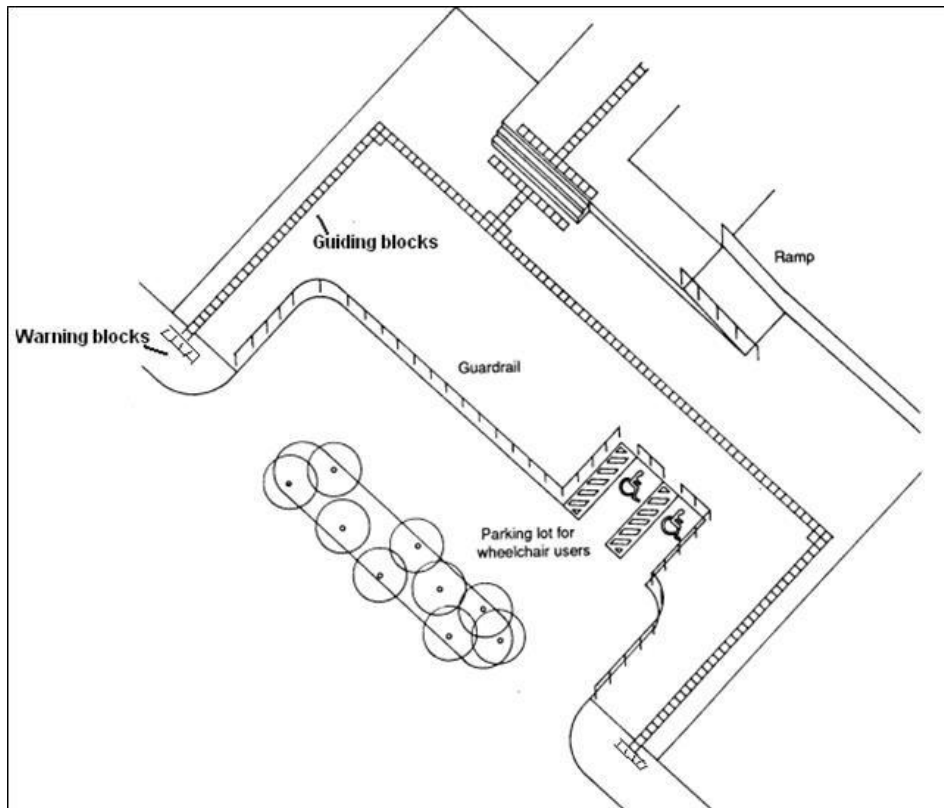 Guiding blocks
Ramp
Warning blocks
Guardrail
Parking lot for
wheelchair users